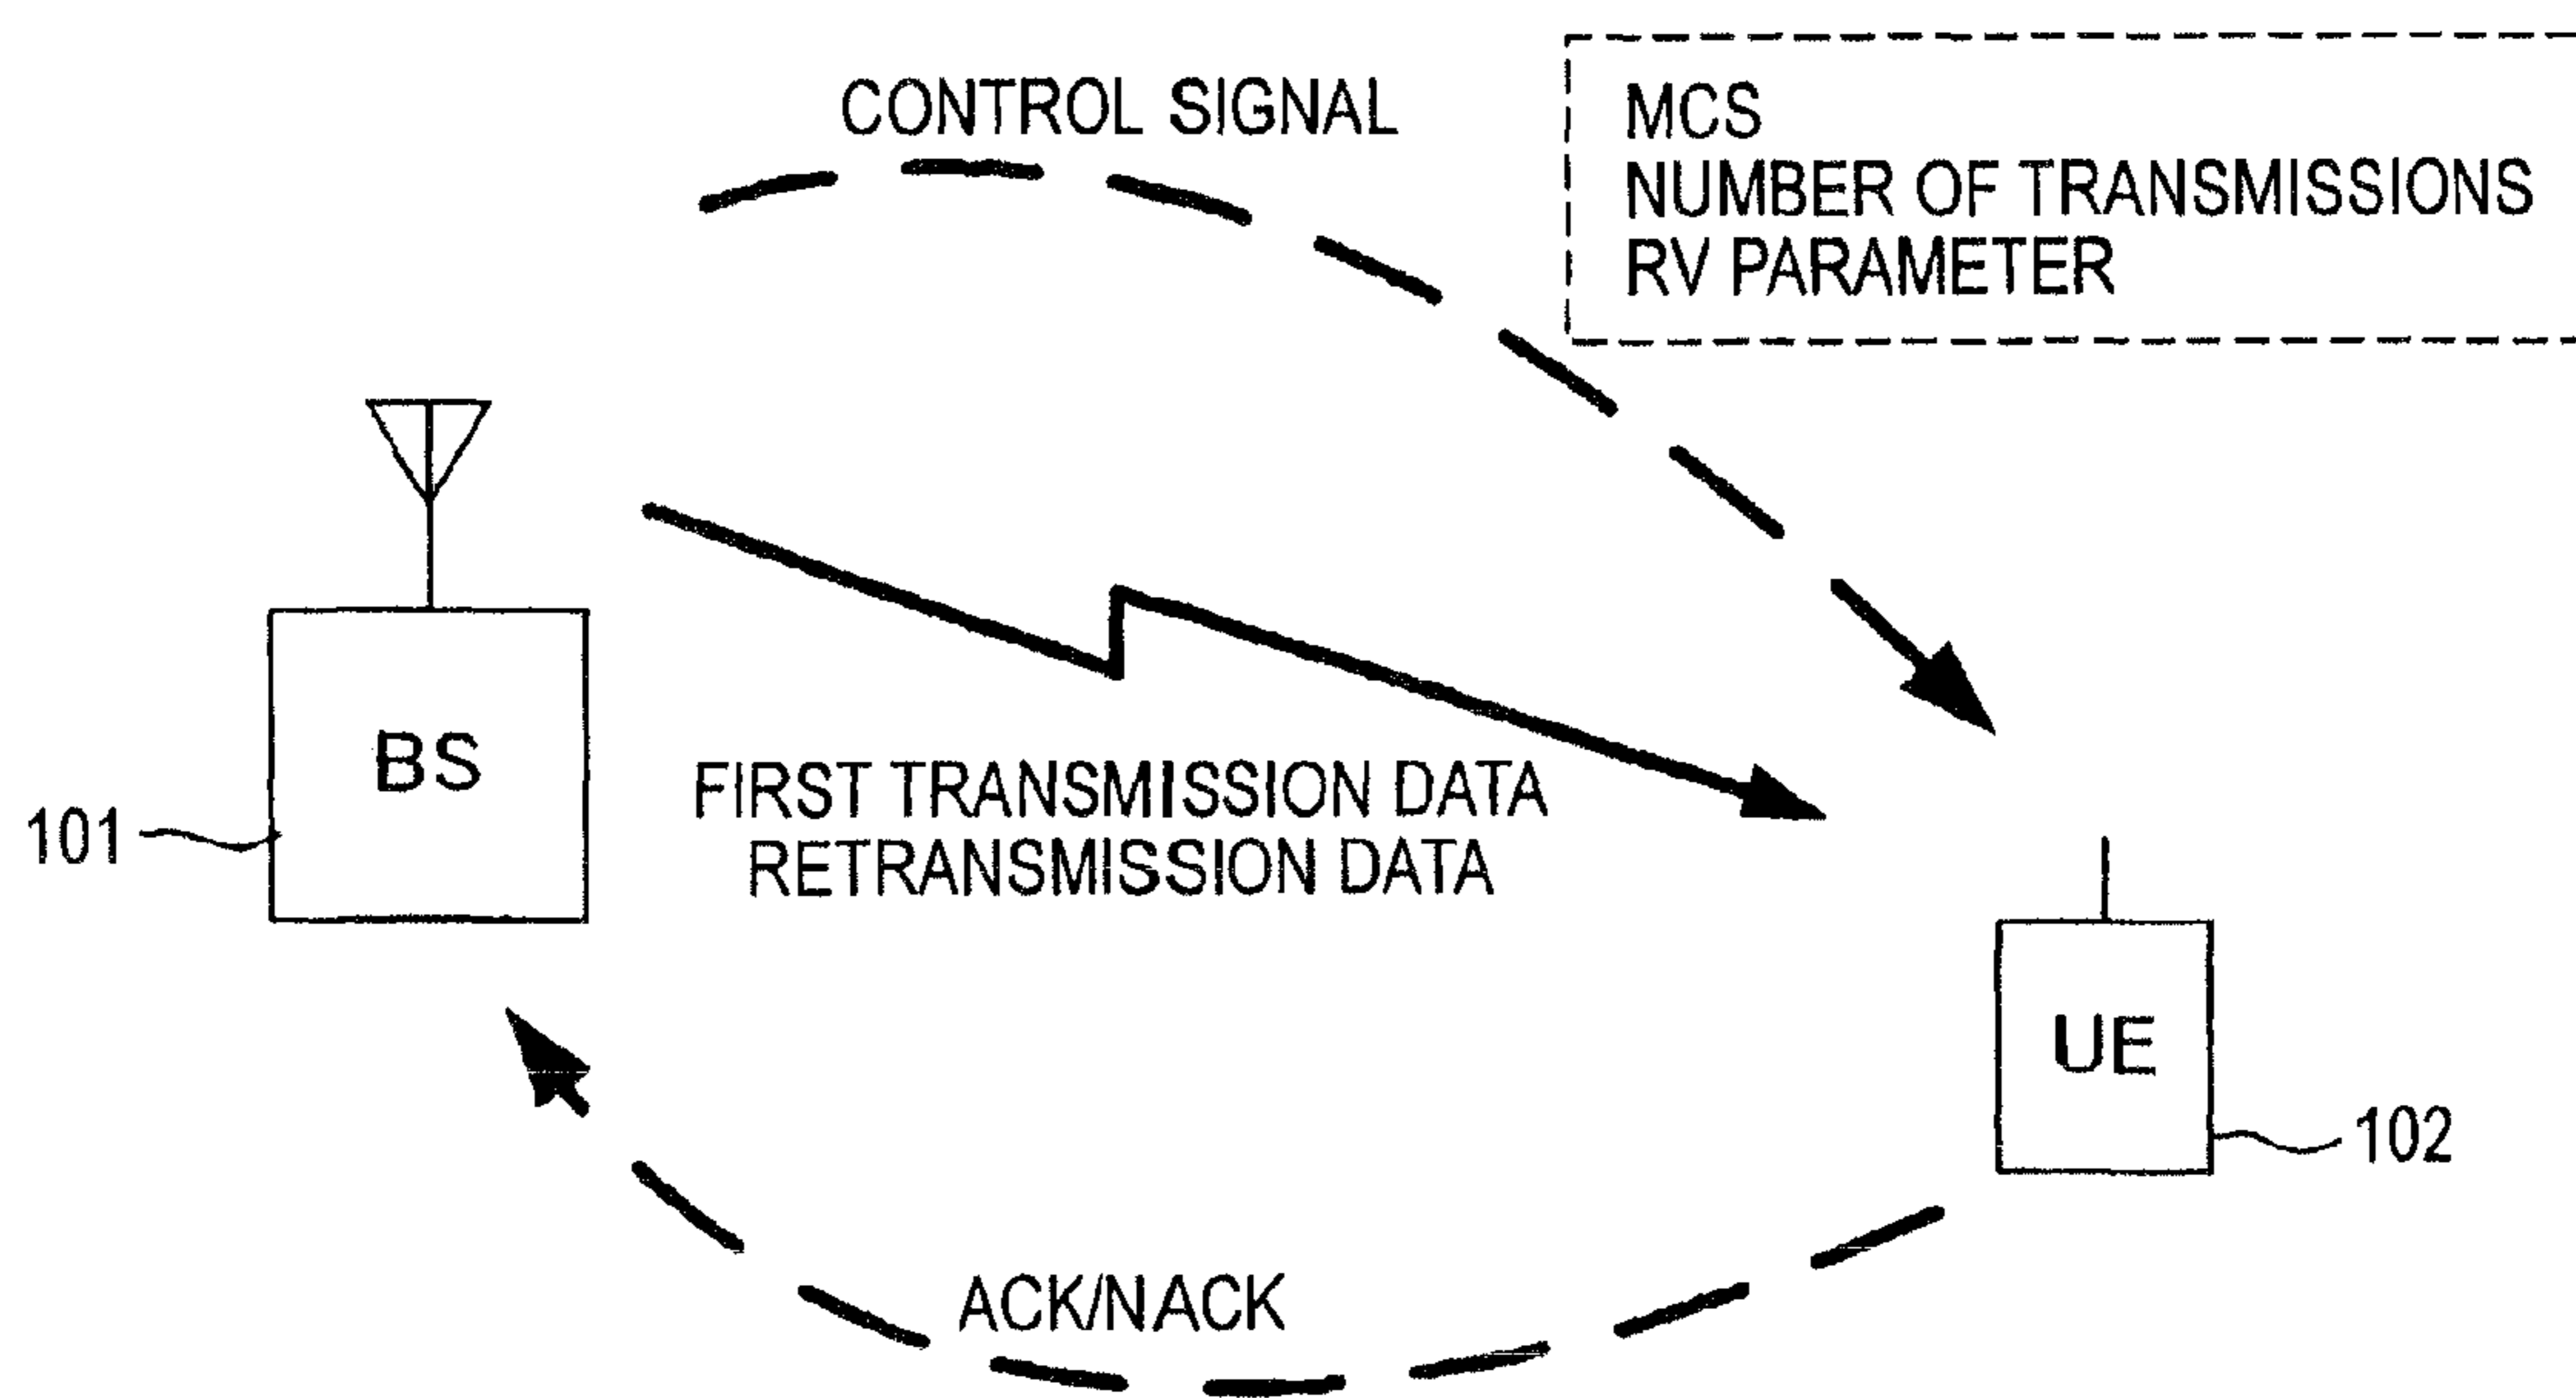 CONTROL SIGNAL
MCS
NUMBER OF TRANSMISSIONS
RV PARAMETER
BS
101
FIRST TRANSMISSION DATA
RETRANSMISSION DATA
UE
102
ACK/NACK